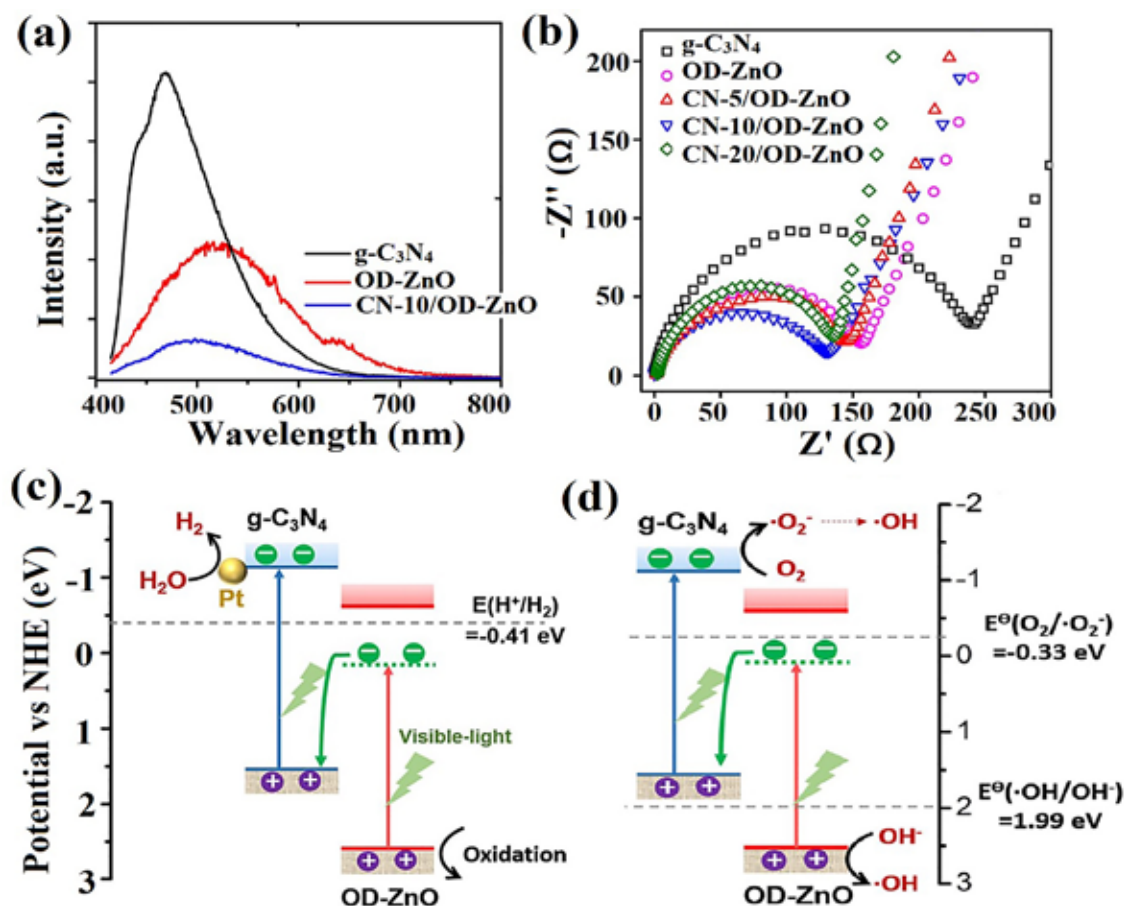 (a)
Intensity (a.u.)
g-C₃N₄
OD-ZnO
CN-10/OD-ZnO
400 500 600 700 800
Wavelength (nm)
(b)
-Z'' (Ω)
200
150
100
50
0
g-C₃N₄
OD-ZnO
CN-5/OD-ZnO
CN-10/OD-ZnO
CN-20/OD-ZnO
0 50 100 150 200 250 300
Z' (Ω)
(c)
Potential vs NHE (eV)
-2
-1
0
1
2
3
H₂
H₂O
Pt
g-C₃N₄
E(H⁺/H₂)
=-0.41 eV
Visible-light
Oxidation
OD-ZnO
(d)
g-C₃N₄
·O₂⁻ ·OH
O₂
E⊖(O₂/·O₂⁻)
=-0.33 eV
E⊖(·OH/OH⁻)
=1.99 eV
OH⁻
·OH
OD-ZnO
-2
-1
0
1
2
3